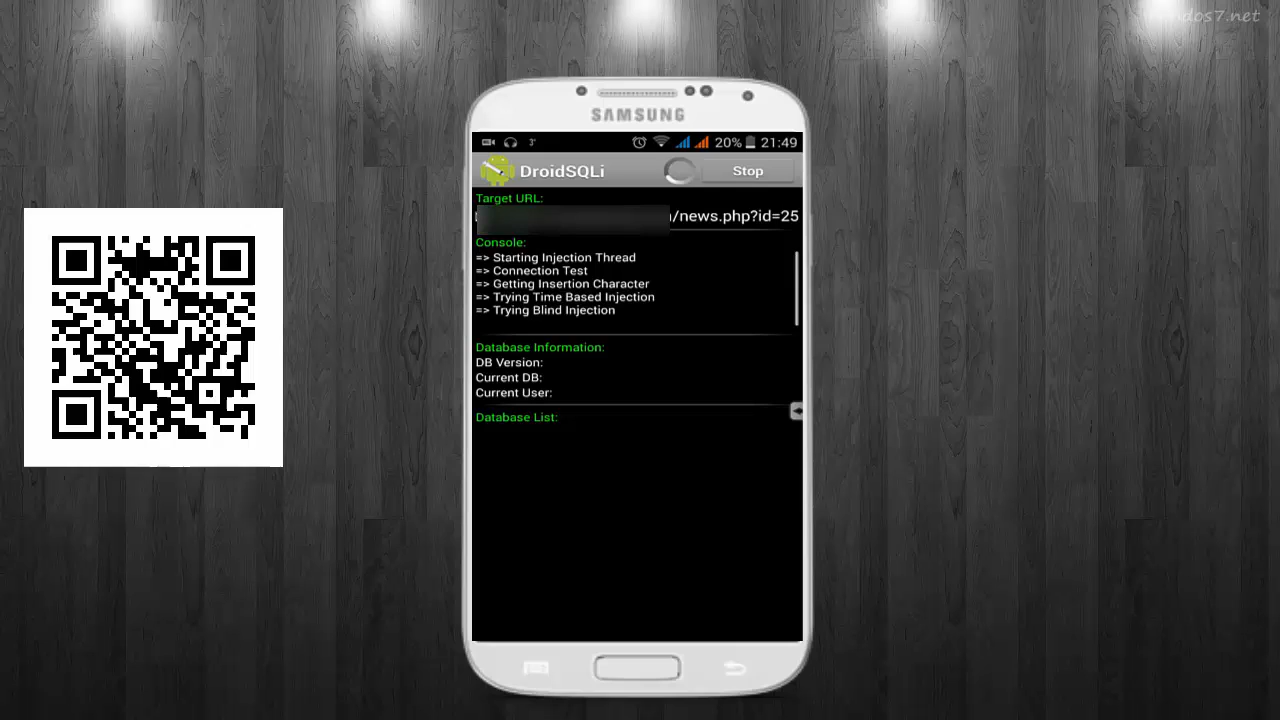 dos7.net
SAMSUNG
20% 21:49
DroidSQLi
Stop
Target URL:
/news.php?id=25
Console:
=> Starting Injection Thread
=> Connection Test
=> Getting Insertion Character
=> Trying Time Based Injection
=> Trying Blind Injection
Database Information:
DB Version:
Current DB:
Current User:
Database List: